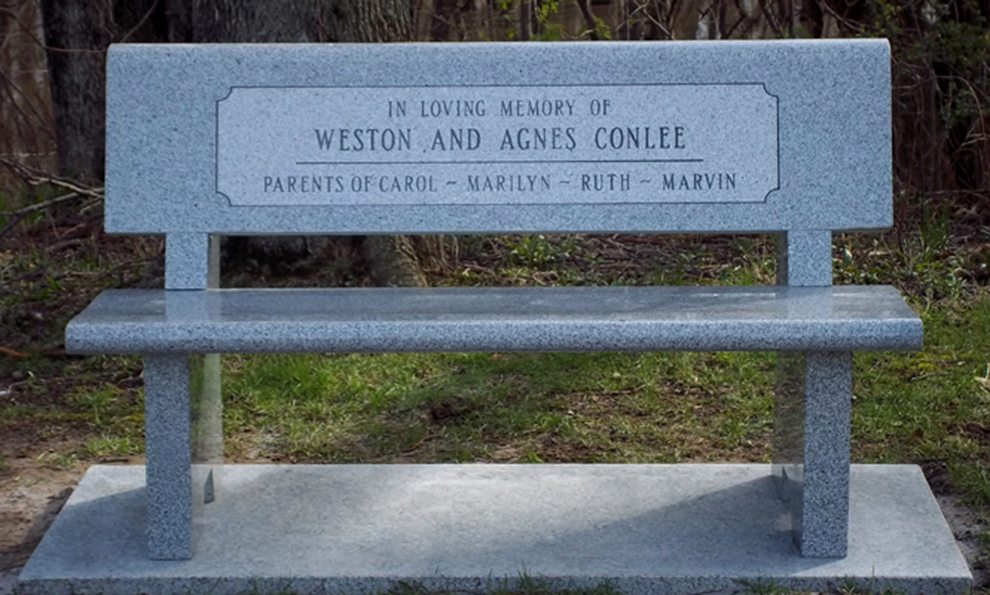 IN LOVING MEMORY OF
WESTON AND AGNES CONLEE
PARENTS OF CAROL ~ MARILYN ~ RUTH ~ MARVIN